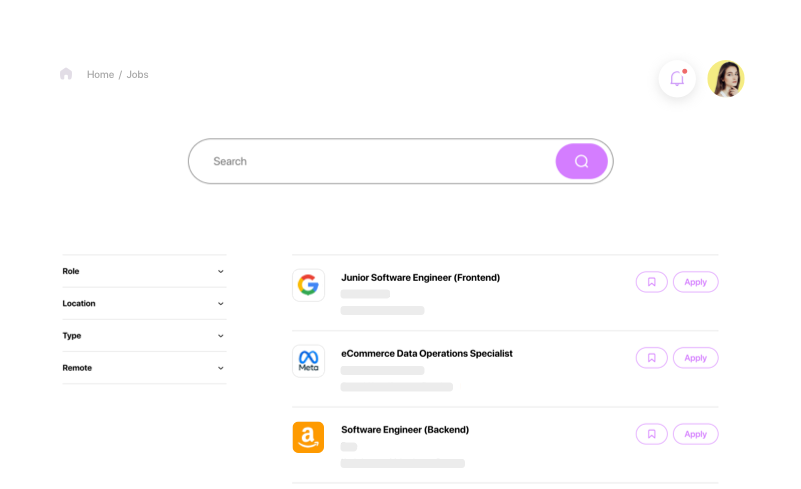 Home / Jobs
Search
Role
Location
Type
Remote
Junior Software Engineer (Frontend)
Apply
Meta
eCommerce Data Operations Specialist
Apply
Software Engineer (Backend)
Apply